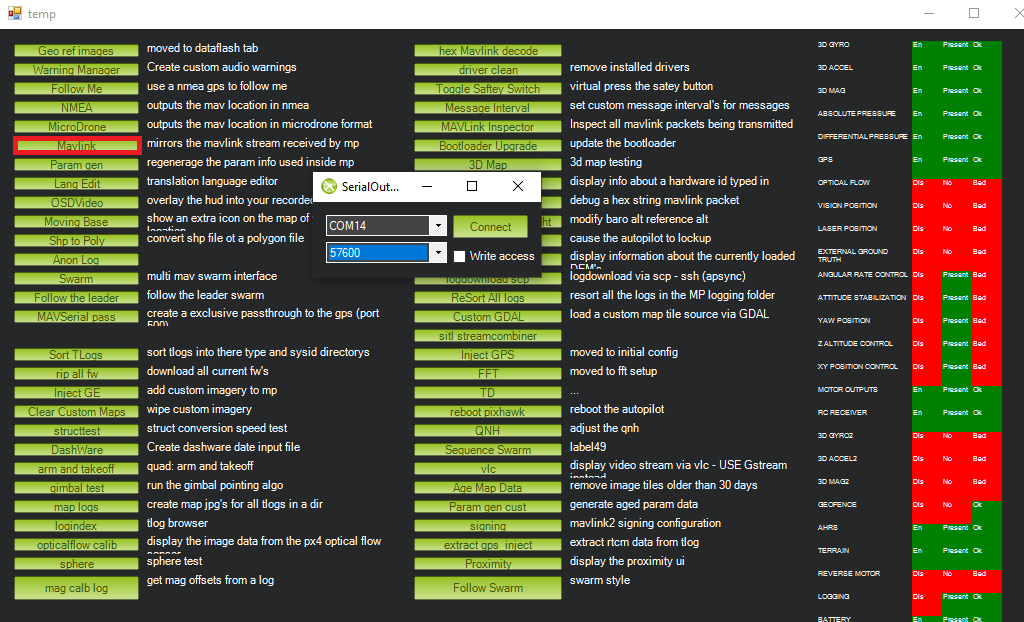 temp
Geo ref images moved to dataflash tab
Warning Manager Create custom audio warnings
Follow Me use a nmea gps to follow me
NMEA outputs the mav location in nmea
MicroDrone outputs the mav location in microdrone format
Mavlink mirrors the mavlink stream received by mp
Param gen regenerage the param info used inside mp
Lang Edit translation language editor
OSDVideo overlay the hud into your recorded
Moving Base show an extra icon on the map of
location
Shp to Poly convert shp file ot a polygon file
Anon Log
Swarm multi mav swarm interface
Follow the leader follow the leader swarm
MAVSerial pass create a exclusive passthrough to the gps (port
500)
Sort TLogs sort tlogs into there type and sysid directorys
rip all fw download all current fw's
Inject GE add custom imagery to mp
Clear Custom Maps wipe custom imagery
structtest struct conversion speed test
DashWare Create dashware date input file
arm and takeoff quad: arm and takeoff
gimbal test run the gimbal pointing algo
map logs create map jpg's for all tlogs in a dir
logindex tlog browser
opticalflow calib display the image data from the px4 optical flow
sensor
sphere sphere test
mag calb log get mag offsets from a log
hex Mavlink decode
driver clean remove installed drivers
Toggle Saftey Switch virtual press the satey button
Message Interval set custom message interval's for messages
MAVLink Inspector Inspect all mavlink packets being transmitted
Bootloader Upgrade update the bootloader
3D Map 3d map testing
display info about a hardware id typed in
debug a hex string mavlink packet
ht modify baro alt reference alt
cause the autopilot to lockup
display information about the currently loaded
DEM's
logdownload scp logdownload via scp - ssh (apsync)
ReSort All logs resort all the logs in the MP logging folder
Custom GDAL load a custom map tile source via GDAL
sitl streamcombiner
Inject GPS moved to initial config
FFT moved to fft setup
TD ...
reboot pixhawk reboot the autopilot
QNH adjust the qnh
Sequence Swarm label49
vlc display video stream via vlc - USE Gstream
instead
Age Map Data remove image tiles older than 30 days
Param gen cust generate aged param data
signing mavlink2 signing configuration
extract gps_inject extract rtcm data from tlog
Proximity display the proximity ui
Follow Swarm swarm style
SerialOut...
COM14 Connect
57600 Write access
3D GYRO En Present Ok
3D ACCEL En Present Ok
3D MAG En Present Ok
ABSOLUTE PRESSURE En Present Ok
DIFFERENTIAL PRESSURE En Present Ok
GPS En Present Ok
OPTICAL FLOW Dis No Bad
VISION POSITION Dis No Bad
LASER POSITION Dis No Bad
EXTERNAL GROUND
TRUTH Dis No Bad
ANGULAR RATE CONTROL Dis Present Bad
ATTITUDE STABILIZATION Dis Present Bad
YAW POSITION Dis Present Bad
Z ALTITUDE CONTROL Dis Present Bad
XY POSITION CONTROL Dis Present Bad
MOTOR OUTPUTS En Present Ok
RC RECEIVER En Present Ok
3D GYRO2 Dis No Bad
3D ACCEL2 Dis No Bad
3D MAG2 Dis No Bad
GEOFENCE Dis No Ok
AHRS En Present Ok
TERRAIN En Present Ok
REVERSE MOTOR Dis No Bad
LOGGING Dis Present Ok
BATTERY En Present Ok